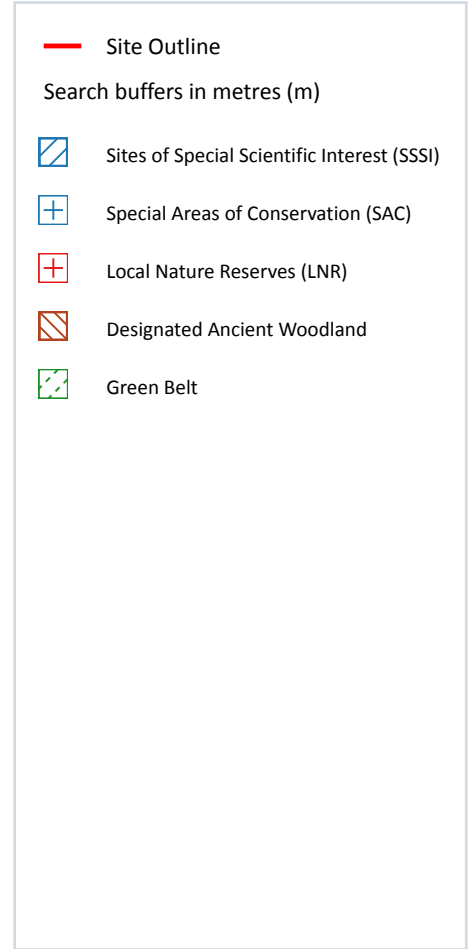 Site Outline
Search buffers in metres (m)
Sites of Special Scientific Interest (SSSI)
Special Areas of Conservation (SAC)
Local Nature Reserves (LNR)
Designated Ancient Woodland
Green Belt